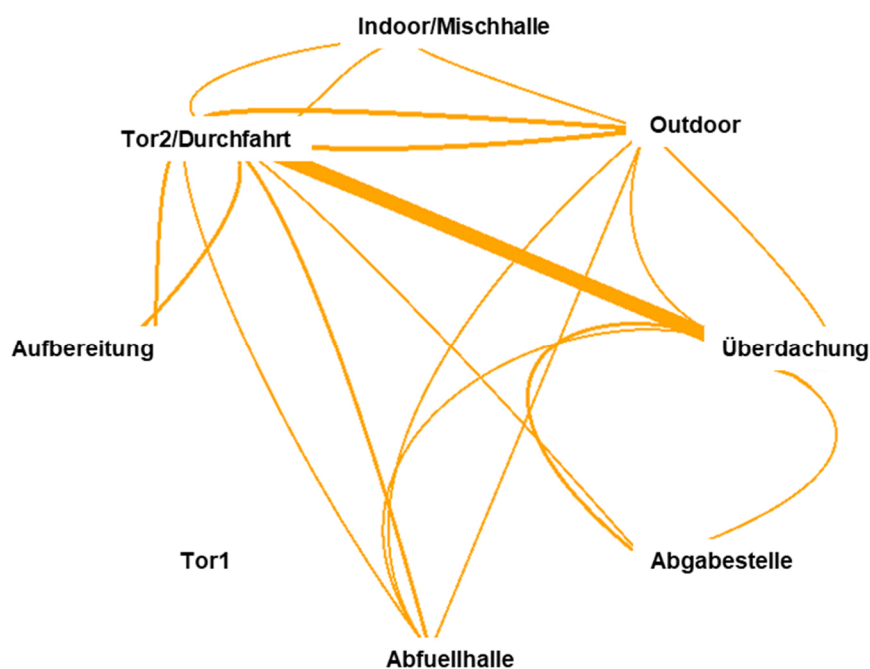 Indoor/Mischhalle
Outdoor
Tor2/Durchfahrt
Aufbereitung
Überdachung
Tor1
Abgabestelle
Abfuellhalle